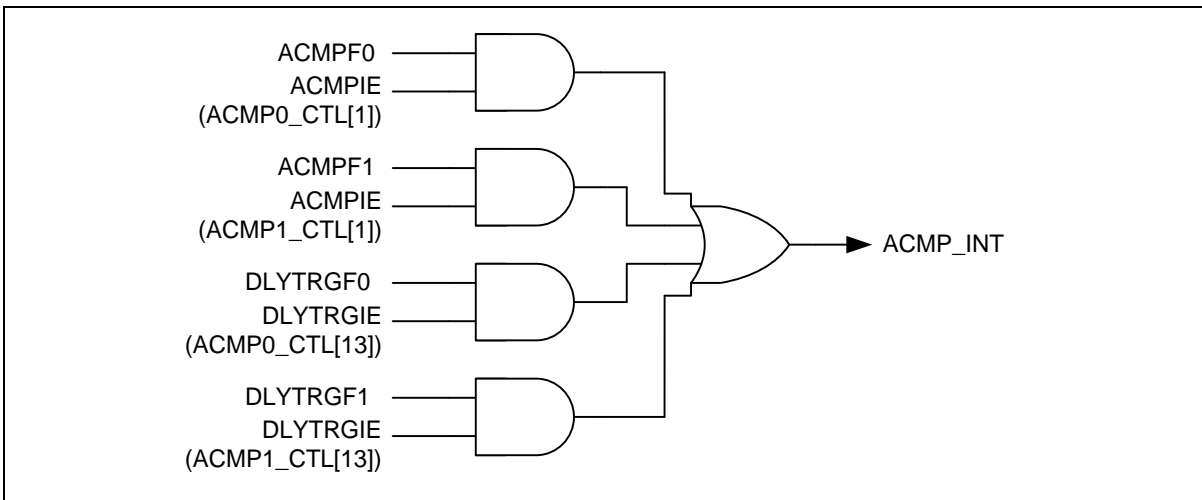 ACMPF0
ACMPIE
(ACMP0_CTL[1])
ACMPF1
ACMPIE
(ACMP1_CTL[1])
DLYTRGF0
DLYTRGIE
(ACMP0_CTL[13])
DLYTRGF1
DLYTRGIE
(ACMP1_CTL[13])
ACMP_INT